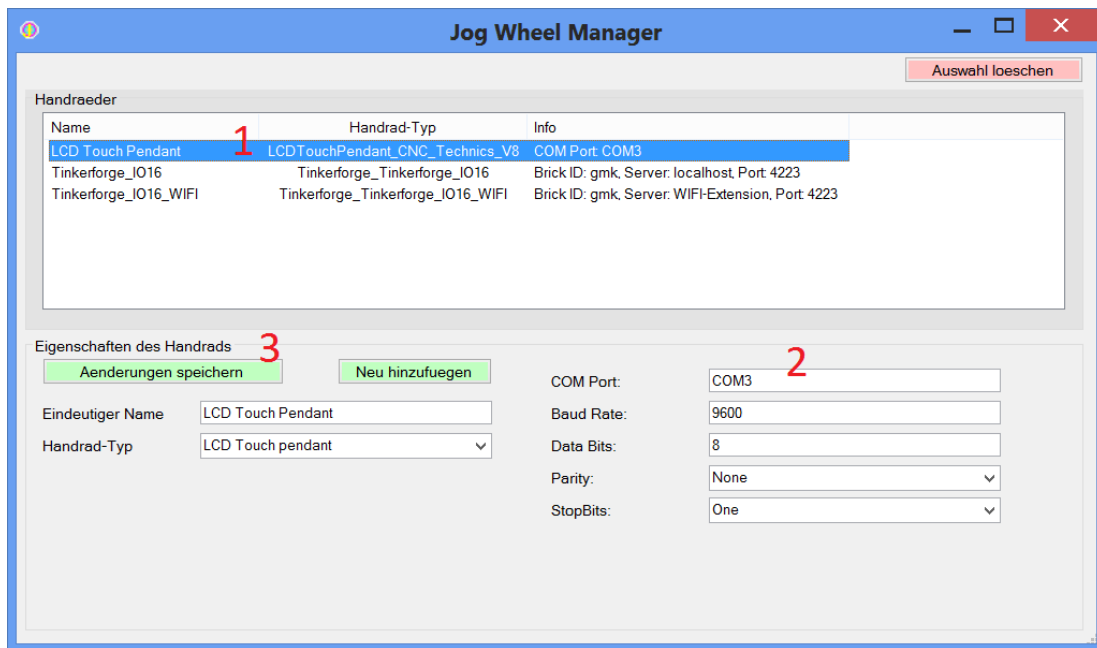 Jog Wheel Manager
Auswahl loeschen
Handraeder
Name Handrad-Typ Info
1
LCD Touch Pendant LCDTouchPendant_CNC_Technics_V8 COM Port: COM3
Tinkerforge_IO16 Tinkerforge_Tinkerforge_IO16 Brick ID: gmk, Server: localhost, Port: 4223
Tinkerforge_IO16_WIFI Tinkerforge_Tinkerforge_IO16_WIFI Brick ID: gmk, Server: WIFI-Extension, Port: 4223
Eigenschaften des Handrads
3
2
Aenderungen speichern Neu hinzufuegen
COM Port: COM3
Eindeutiger Name LCD Touch Pendant
Baud Rate: 9600
Handrad-Typ LCD Touch pendant
Data Bits: 8
Parity: None
StopBits: One